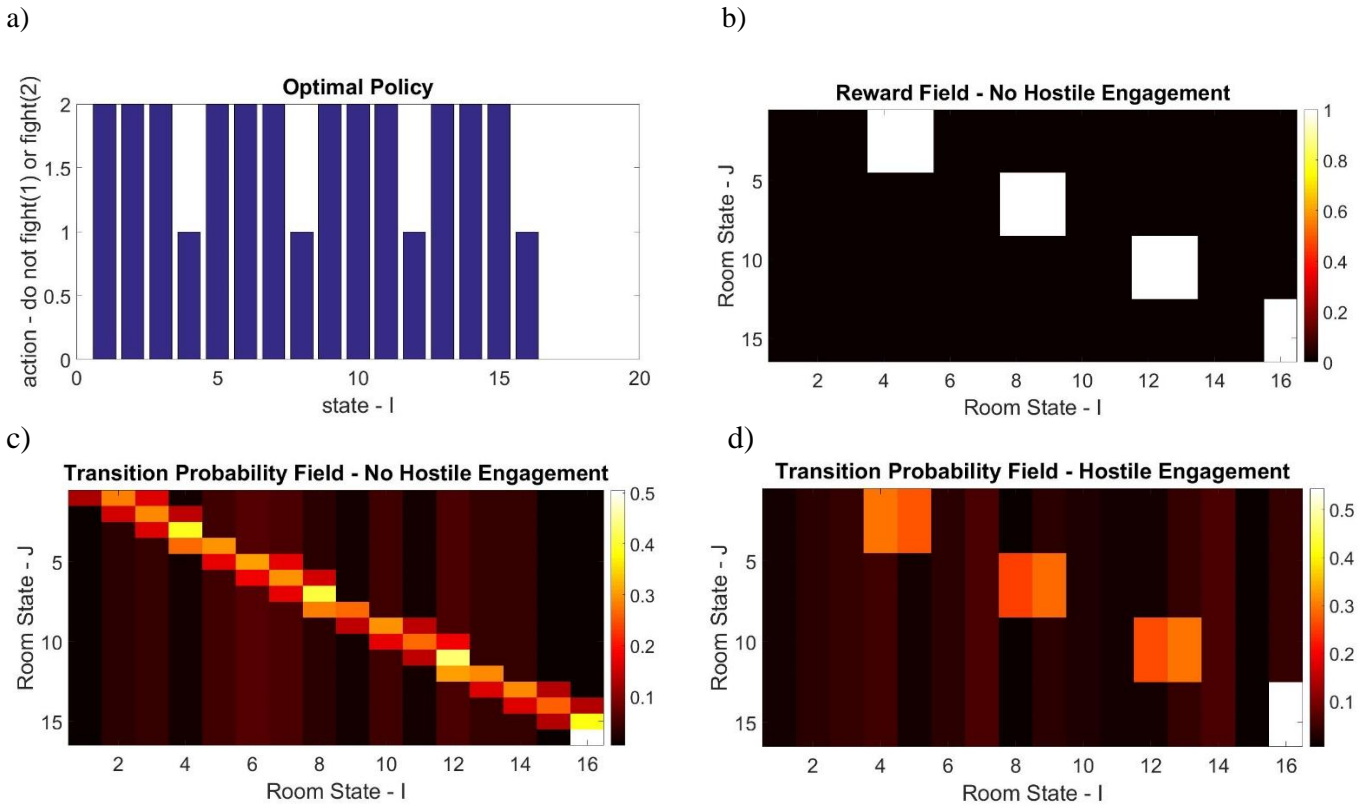 a)
b)
Optimal Policy
action - do not fight(1) or fight(2)
2
1.5
1
0.5
0
0 5 10 15 20
state - I
Reward Field - No Hostile Engagement
Room State - J
5
10
15
2 4 6 8 10 12 14 16
Room State - I
1
0.8
0.6
0.4
0.2
0
c)
d)
Transition Probability Field - No Hostile Engagement
Room State - J
5
10
15
2 4 6 8 10 12 14 16
Room State - I
0.5
0.4
0.3
0.2
0.1
Transition Probability Field - Hostile Engagement
Room State - J
5
10
15
2 4 6 8 10 12 14 16
Room State - I
0.5
0.4
0.3
0.2
0.1